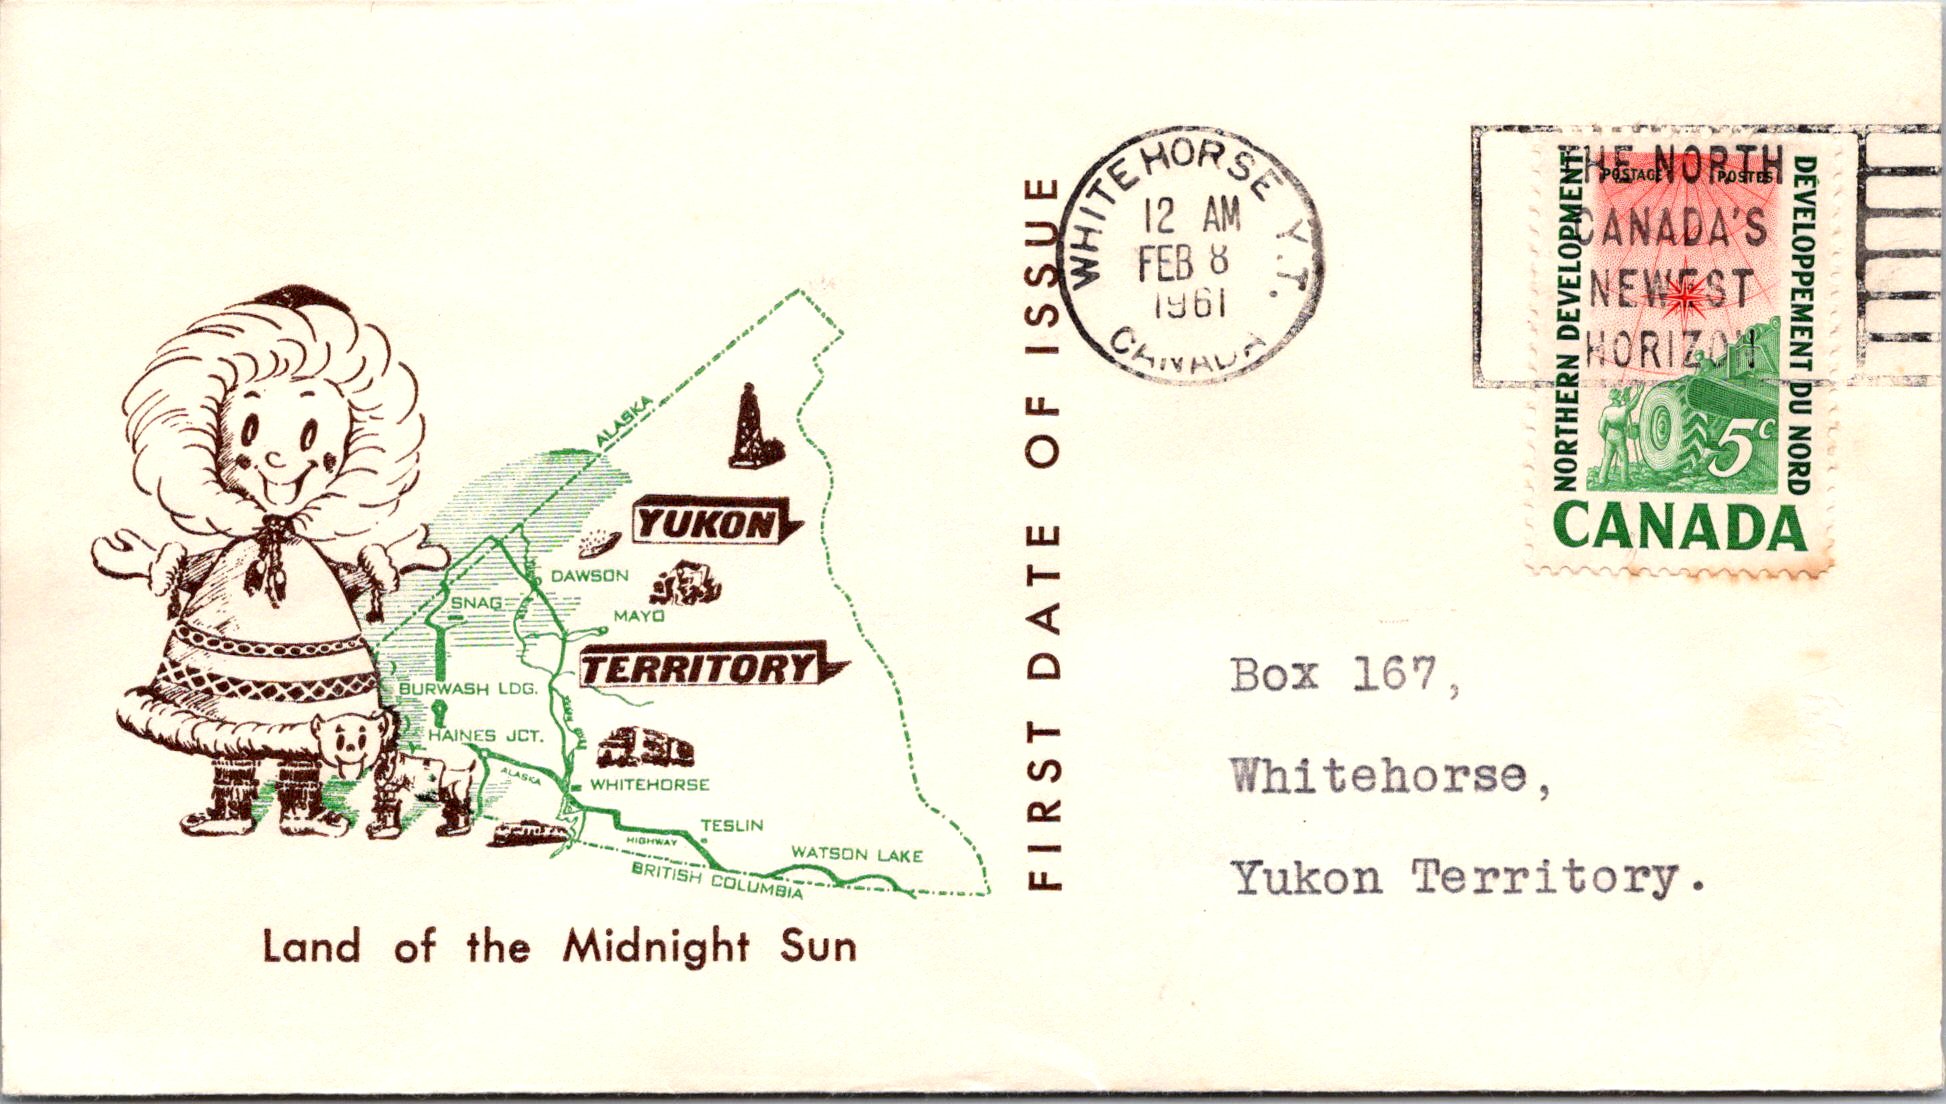 FIRST DATE OF ISSUE
WHITEHORSE Y.T.
12 AM
FEB 8
1961
CANADA
THE NORTH
CANADA'S
NEWEST
HORIZON
POSTAGE POSTES
NORTHERN DEVELOPMENT
DÉVELOPPEMENT DU NORD
5c
CANADA
ALASKA
YUKON
DAWSON
SNAG
MAYO
TERRITORY
BURWASH LDG.
HAINES JCT.
ALASKA
WHITEHORSE
TESLIN
HIGHWAY
WATSON LAKE
BRITISH COLUMBIA
Land of the Midnight Sun
Box 167,
Whitehorse,
Yukon Territory.